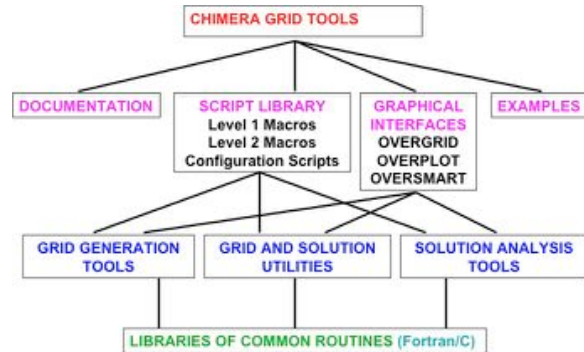 CHIMERA GRID TOOLS
DOCUMENTATION
SCRIPT LIBRARY
Level 1 Macros
Level 2 Macros
Configuration Scripts
GRAPHICAL
INTERFACES
OVERGRID
OVERPLOT
OVERSMART
EXAMPLES
GRID GENERATION
TOOLS
GRID AND SOLUTION
UTILITIES
SOLUTION ANALYSIS
TOOLS
LIBRARIES OF COMMON ROUTINES (Fortran/C)